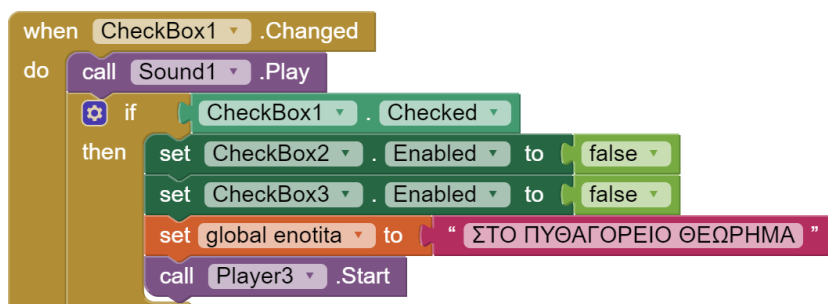 when CheckBox1 .Changed
do call Sound1 .Play
if CheckBox1 . Checked
then set CheckBox2 . Enabled to false
set CheckBox3 . Enabled to false
set global enotita to “ ΣΤΟ ΠΥΘΑΓΟΡΕΙΟ ΘΕΩΡΗΜΑ ”
call Player3 .Start